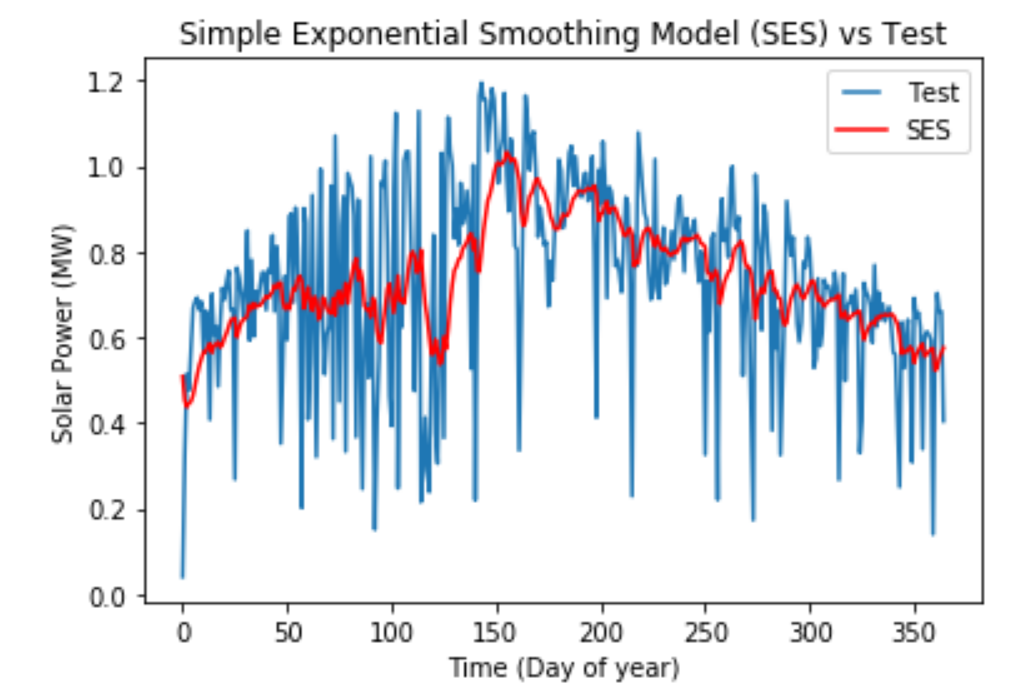 Simple Exponential Smoothing Model (SES) vs Test
Test
SES
Solar Power (MW)
1.2
1.0
0.8
0.6
0.4
0.2
0.0
0 50 100 150 200 250 300 350
Time (Day of year)